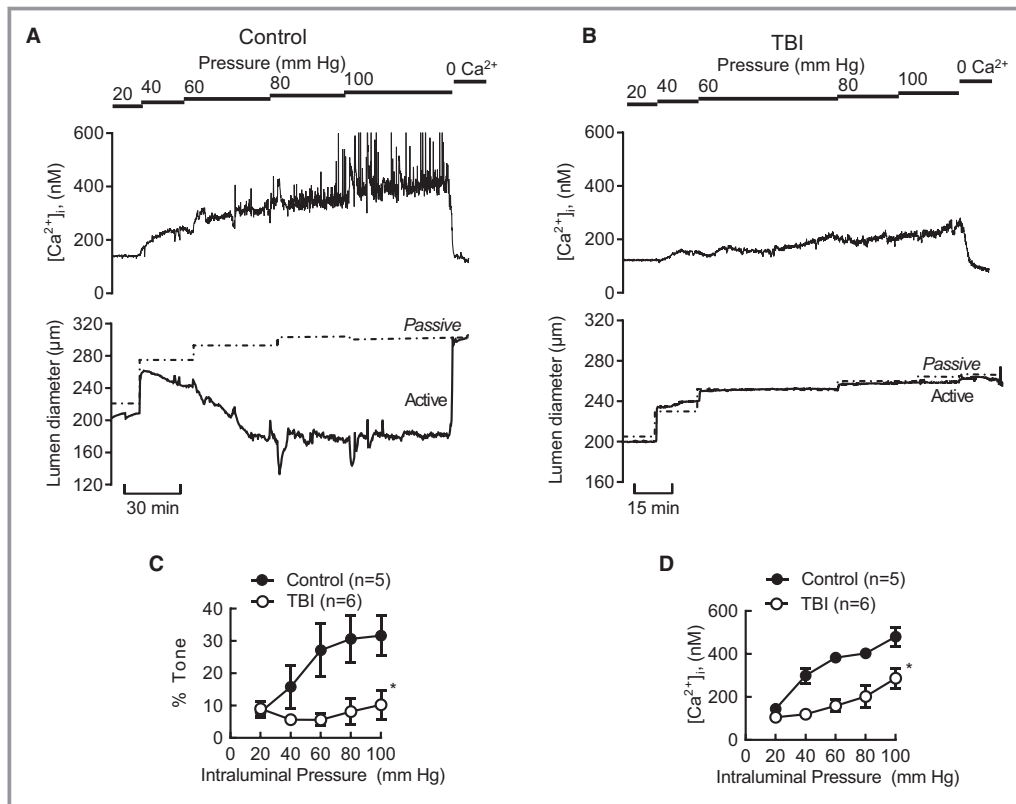 A
Control
Pressure (mm Hg)
20 40 60 80 100 0 Ca²⁺
600
400
200
0
[Ca²⁺]i, (nM)
320
280
240
200
160
120
Lumen diameter (μm)
Passive
Active
30 min
B
TBI
Pressure (mm Hg)
20 40 60 80 100 0 Ca²⁺
600
400
200
0
[Ca²⁺]i, (nM)
320
280
240
200
160
Lumen diameter (μm)
Passive
Active
15 min
C
Control (n=5)
TBI (n=6)
40
30
20
10
0
% Tone
*
0 20 40 60 80 100
Intraluminal Pressure (mm Hg)
D
Control (n=5)
TBI (n=6)
600
400
200
0
[Ca²⁺]i, (nM)
*
0 20 40 60 80 100
Intraluminal Pressure (mm Hg)